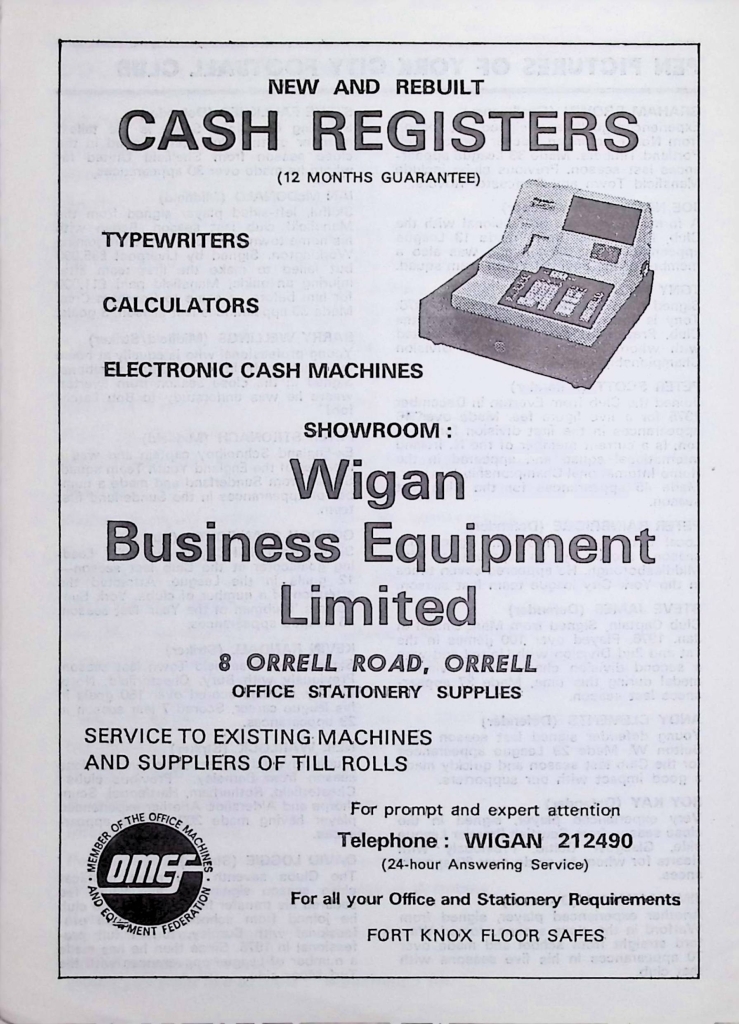 NEW AND REBUILT
CASH REGISTERS
(12 MONTHS GUARANTEE)
TYPEWRITERS
CALCULATORS
ELECTRONIC CASH MACHINES
SHOWROOM :
Wigan
Business Equipment
Limited
8 ORRELL ROAD, ORRELL
OFFICE STATIONERY SUPPLIES
SERVICE TO EXISTING MACHINES
AND SUPPLIERS OF TILL ROLLS
For prompt and expert attention
Telephone : WIGAN 212490
(24-hour Answering Service)
For all your Office and Stationery Requirements
FORT KNOX FLOOR SAFES
MEMBER OF THE OFFICE MACHINES
OMEF
AND EQUIPMENT FEDERATION